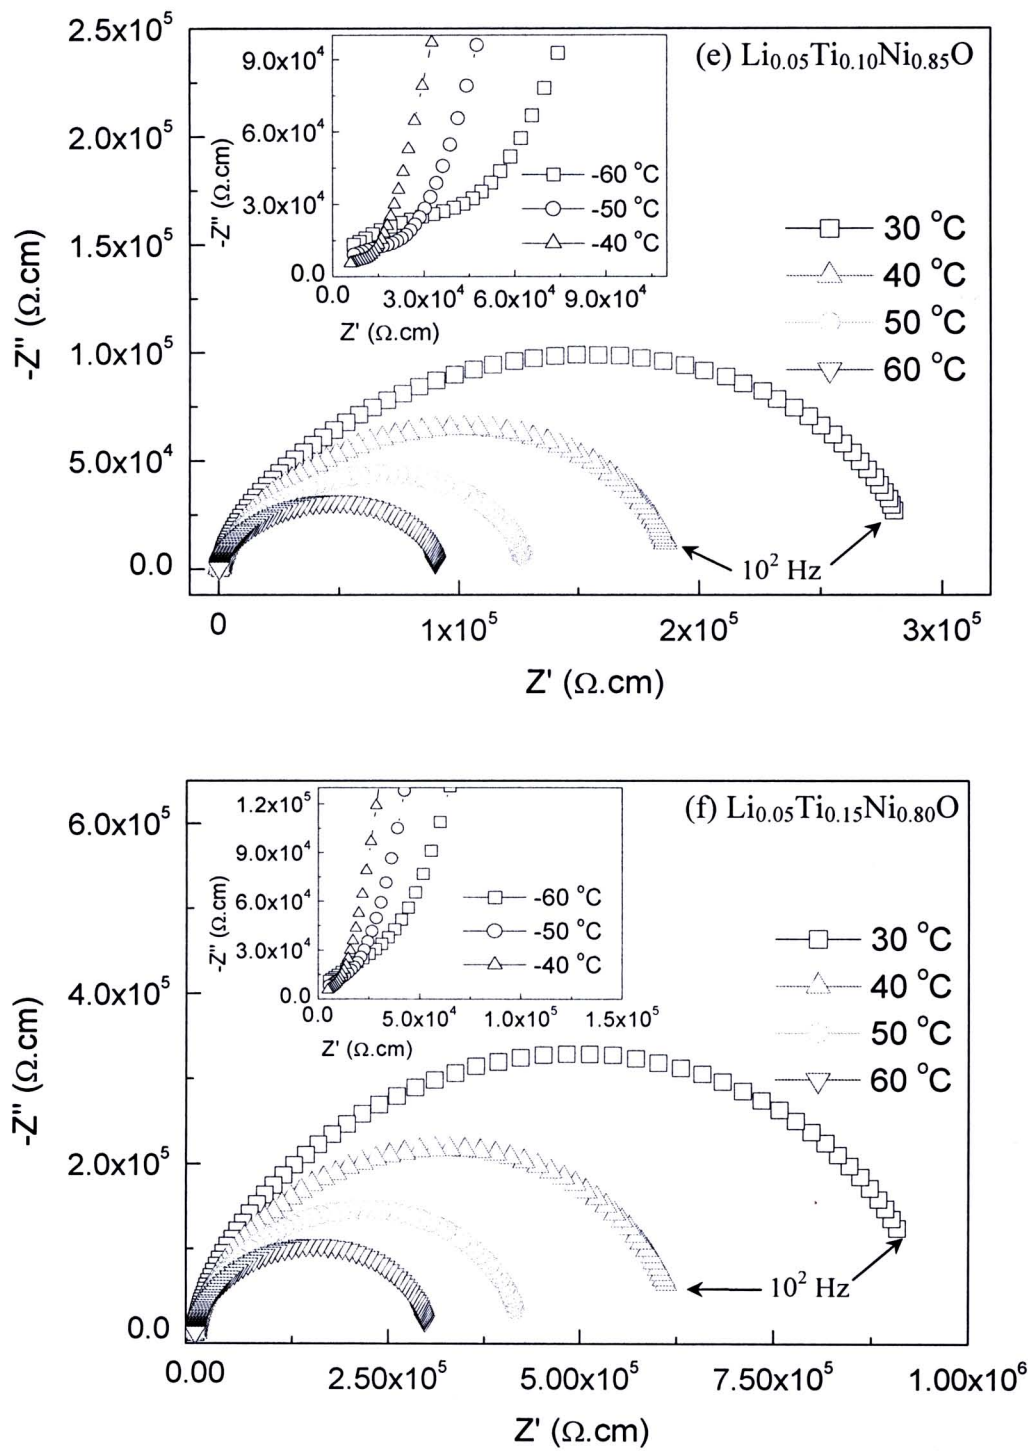 (e) Li0.05Ti0.10Ni0.85O
2.5x10^5
2.0x10^5
1.5x10^5
1.0x10^5
5.0x10^4
0.0
-Z" (Ω.cm)
9.0x10^4
6.0x10^4
3.0x10^4
0.0
-Z" (Ω.cm)
-60 °C
-50 °C
-40 °C
0.0 3.0x10^4 6.0x10^4 9.0x10^4
Z' (Ω.cm)
30 °C
40 °C
50 °C
60 °C
10^2 Hz
0 1x10^5 2x10^5 3x10^5
Z' (Ω.cm)
(f) Li0.05Ti0.15Ni0.80O
6.0x10^5
4.0x10^5
2.0x10^5
0.0
-Z" (Ω.cm)
1.2x10^5
9.0x10^4
6.0x10^4
3.0x10^4
0.0
-Z" (Ω.cm)
-60 °C
-50 °C
-40 °C
0.0 5.0x10^4 1.0x10^5 1.5x10^5
Z' (Ω.cm)
30 °C
40 °C
50 °C
60 °C
10^2 Hz
0.00 2.50x10^5 5.00x10^5 7.50x10^5 1.00x10^6
Z' (Ω.cm)